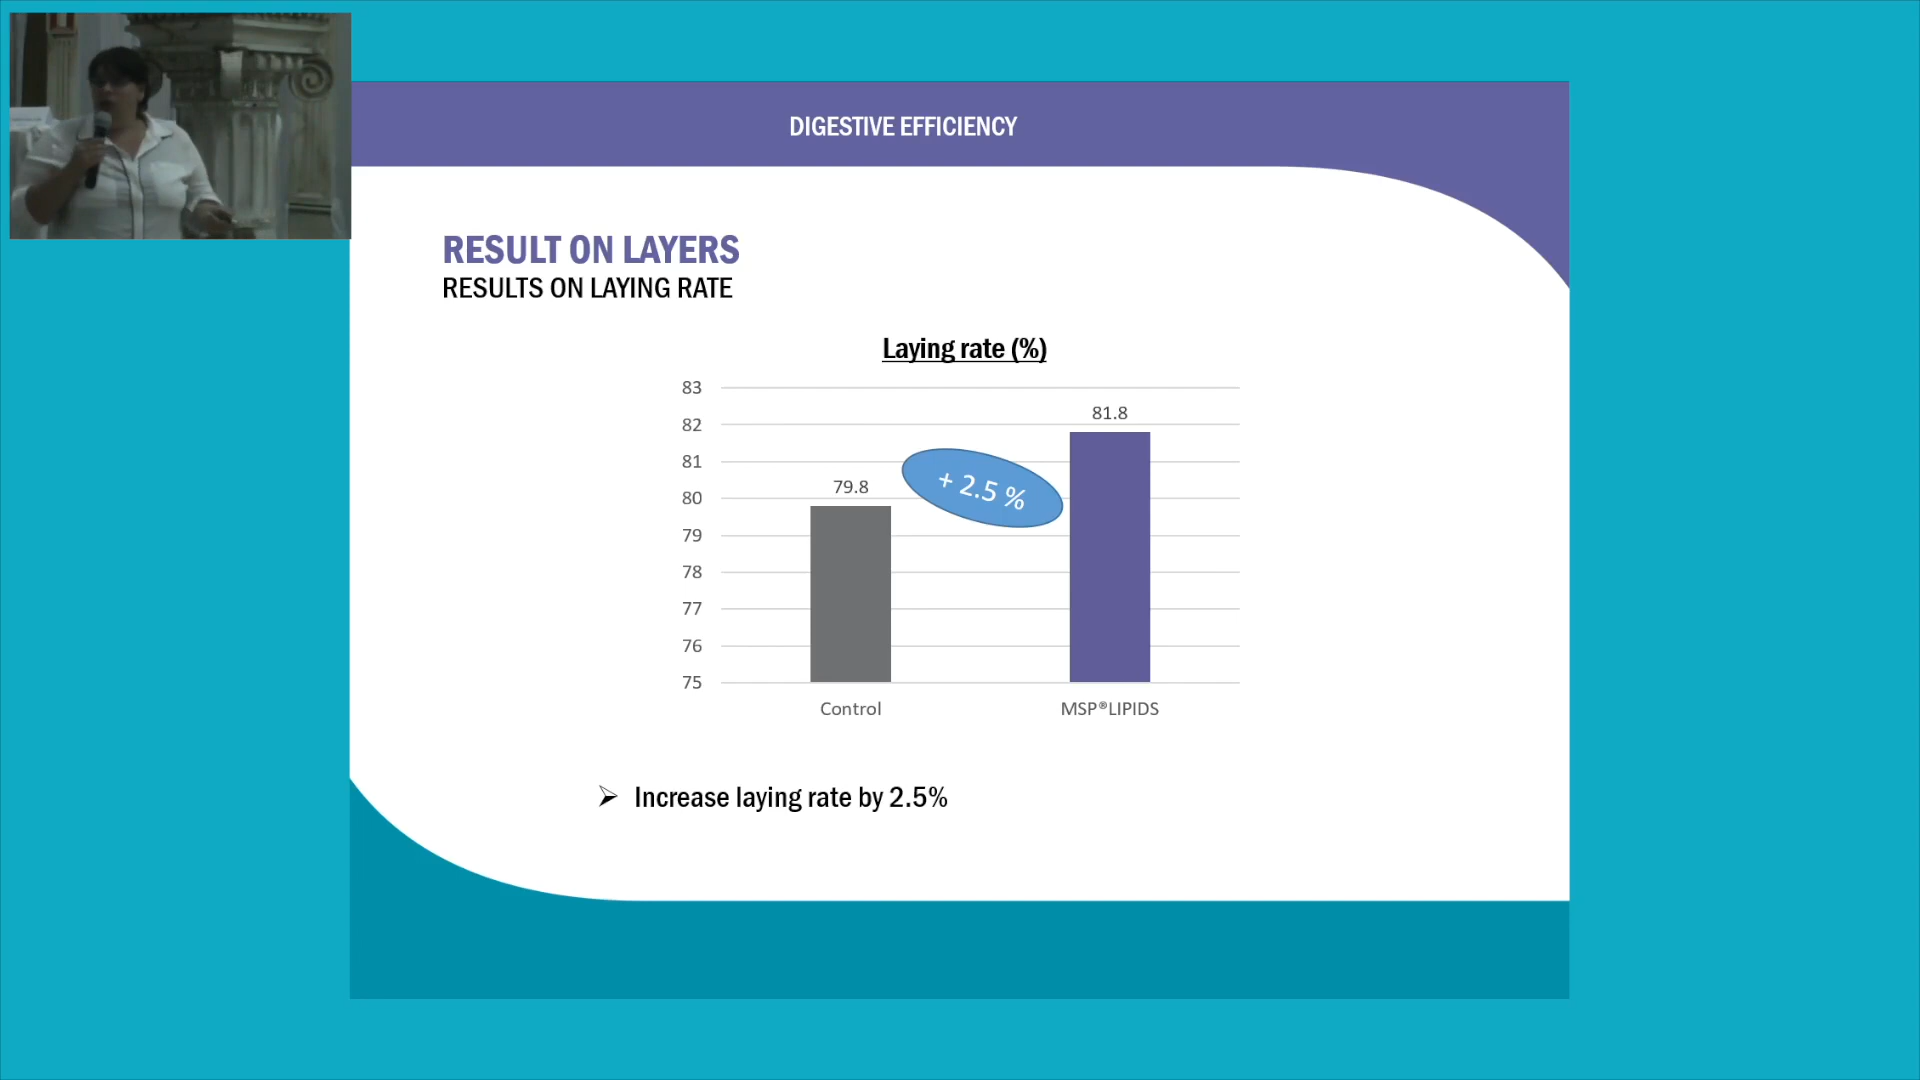 DIGESTIVE EFFICIENCY
RESULT ON LAYERS
RESULTS ON LAYING RATE
Laying rate (%)
83
82
81
80
79
78
77
76
75
79.8
+ 2.5 %
81.8
Control
MSP®LIPIDS
➢ Increase laying rate by 2.5%